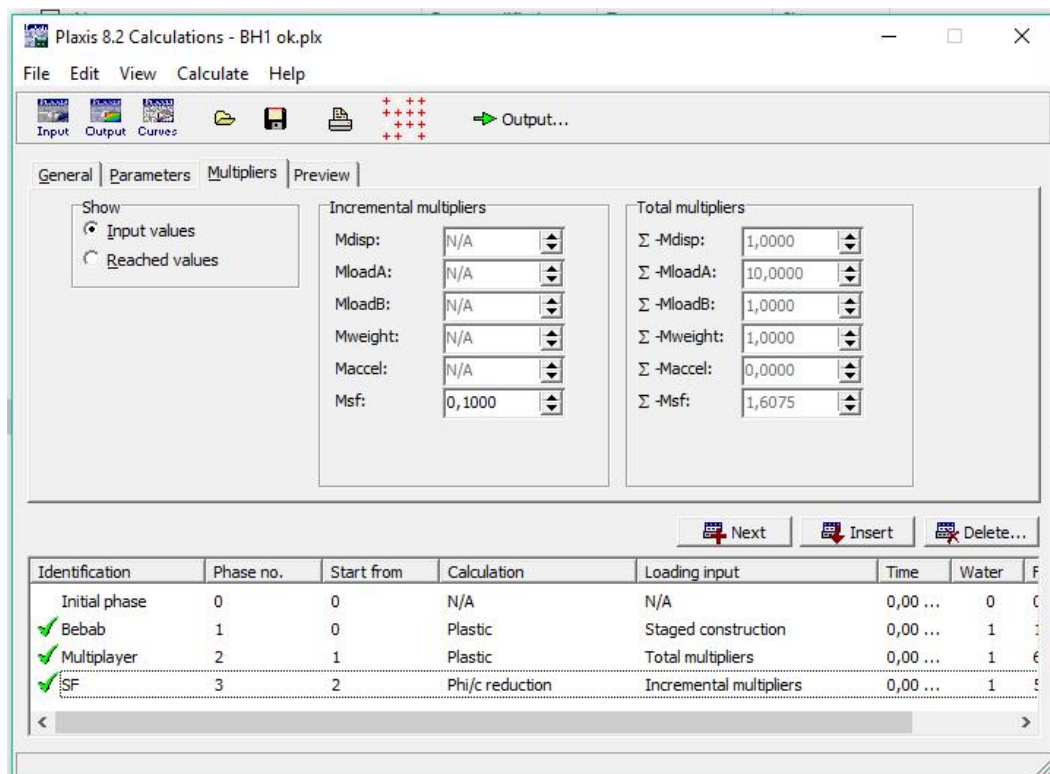 Plaxis 8.2 Calculations - BH1 ok.plx
File Edit View Calculate Help
Input Output Curves Output...
General Parameters Multipliers Preview
Show
Input values
Reached values
Incremental multipliers
Mdisp: N/A
MloadA: N/A
MloadB: N/A
Mweight: N/A
Maccel: N/A
Msf: 0,1000
Total multipliers
Σ -Mdisp: 1,0000
Σ -MloadA: 10,0000
Σ -MloadB: 1,0000
Σ -Mweight: 1,0000
Σ -Maccel: 0,0000
Σ -Msf: 1,6075
Next Insert Delete...
Identification Phase no. Start from Calculation Loading input Time Water F
Initial phase 0 0 N/A N/A 0,00 ... 0
Bebab 1 0 Plastic Staged construction 0,00 ... 1
Multiplayer 2 1 Plastic Total multipliers 0,00 ... 1
SF 3 2 Phi/c reduction Incremental multipliers 0,00 ... 1